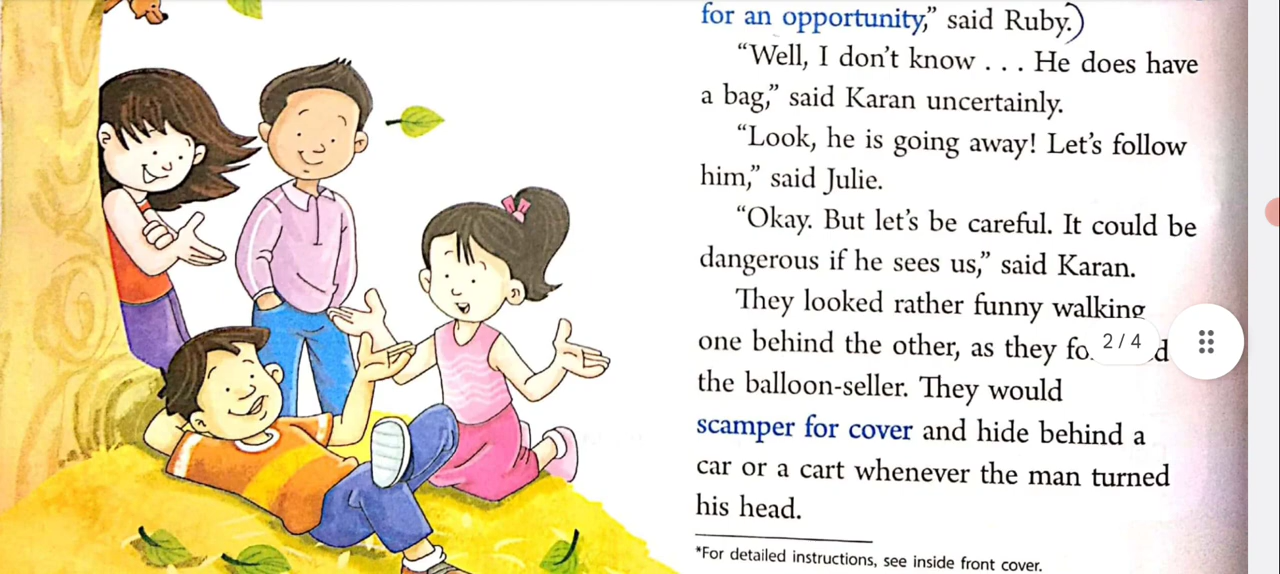 for an opportunity,” said Ruby.)
“Well, I don’t know . . . He does have
a bag,” said Karan uncertainly.
“Look, he is going away! Let’s follow
him,” said Julie.
“Okay. But let’s be careful. It could be
dangerous if he sees us,” said Karan.
They looked rather funny walking
one behind the other, as they
the balloon-seller. They would
scamper for cover and hide behind a
car or a cart whenever the man turned
his head.
*For detailed instructions, see inside front cover.
2 / 4